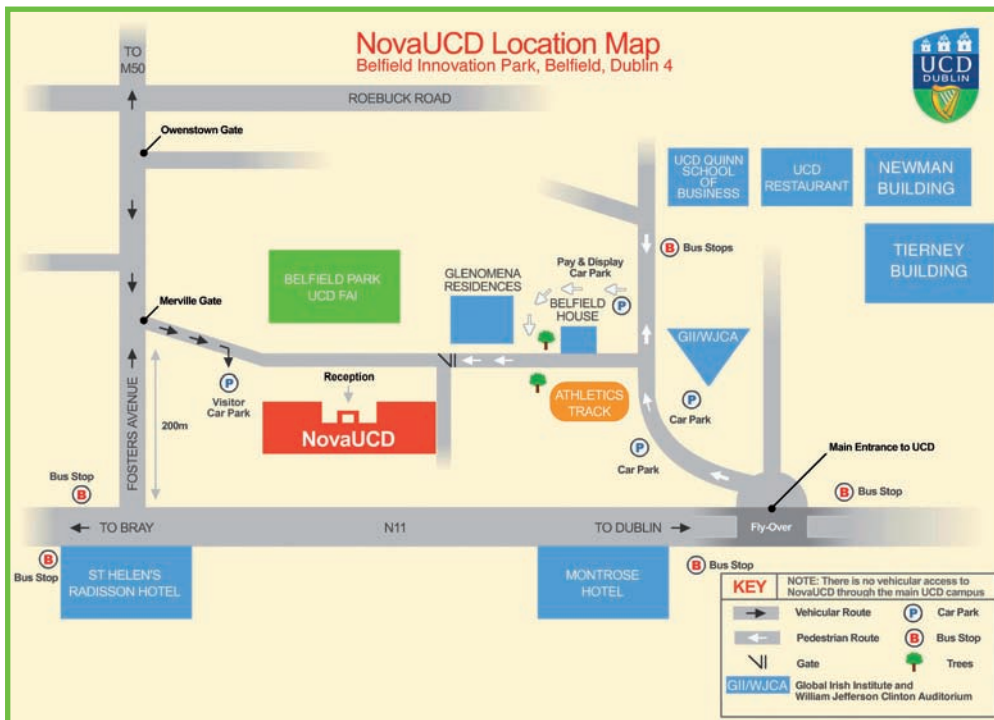 NovaUCD Location Map
Belfield Innovation Park, Belfield, Dublin 4
UCD
DUBLIN
TO
M50
ROEBUCK ROAD
Owenstown Gate
UCD QUINN
SCHOOL
OF
BUSINESS
UCD
RESTAURANT
NEWMAN
BUILDING
TIERNEY
BUILDING
B Bus Stops
Pay & Display
Car Park
P
GLENOMENA
RESIDENCES
BELFIELD
HOUSE
BELFIELD PARK
UCD FAI
Merville Gate
GII/WJCA
P
Visitor
Car Park
Reception
NovaUCD
ATHLETICS
TRACK
P
Car Park
P
Car Park
200m
FOSTERS AVENUE
Main Entrance to UCD
Bus Stop
B
B Bus Stop
TO BRAY
N11
TO DUBLIN
Fly-Over
B
Bus Stop
ST HELEN'S
RADISSON HOTEL
MONTROSE
HOTEL
B Bus Stop
KEY
NOTE: There is no vehicular access to
NovaUCD through the main UCD campus
Vehicular Route
P Car Park
Pedestrian Route
B Bus Stop
Gate
Trees
GII/WJCA
Global Irish Institute and
William Jefferson Clinton Auditorium